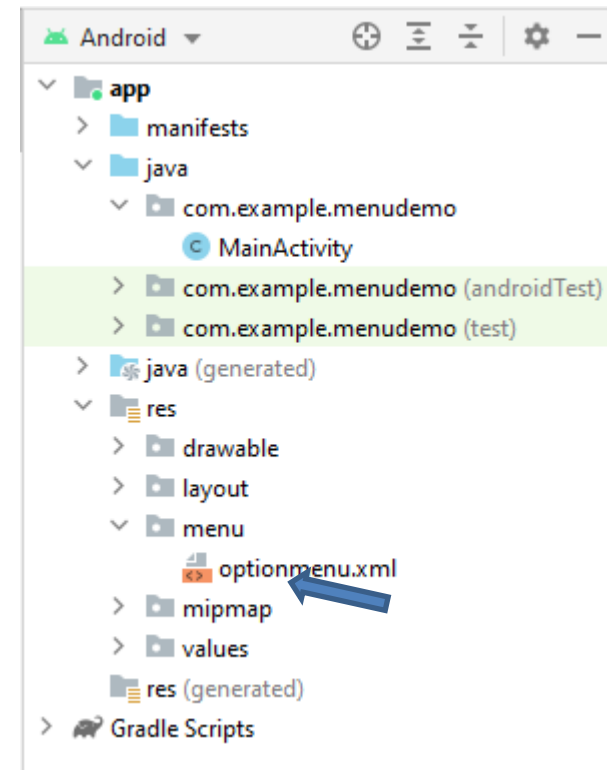 Android
app
manifests
java
com.example.menudemo
C MainActivity
com.example.menudemo (androidTest)
com.example.menudemo (test)
java (generated)
res
drawable
layout
menu
<> optionmenu.xml
mipmap
values
res (generated)
Gradle Scripts